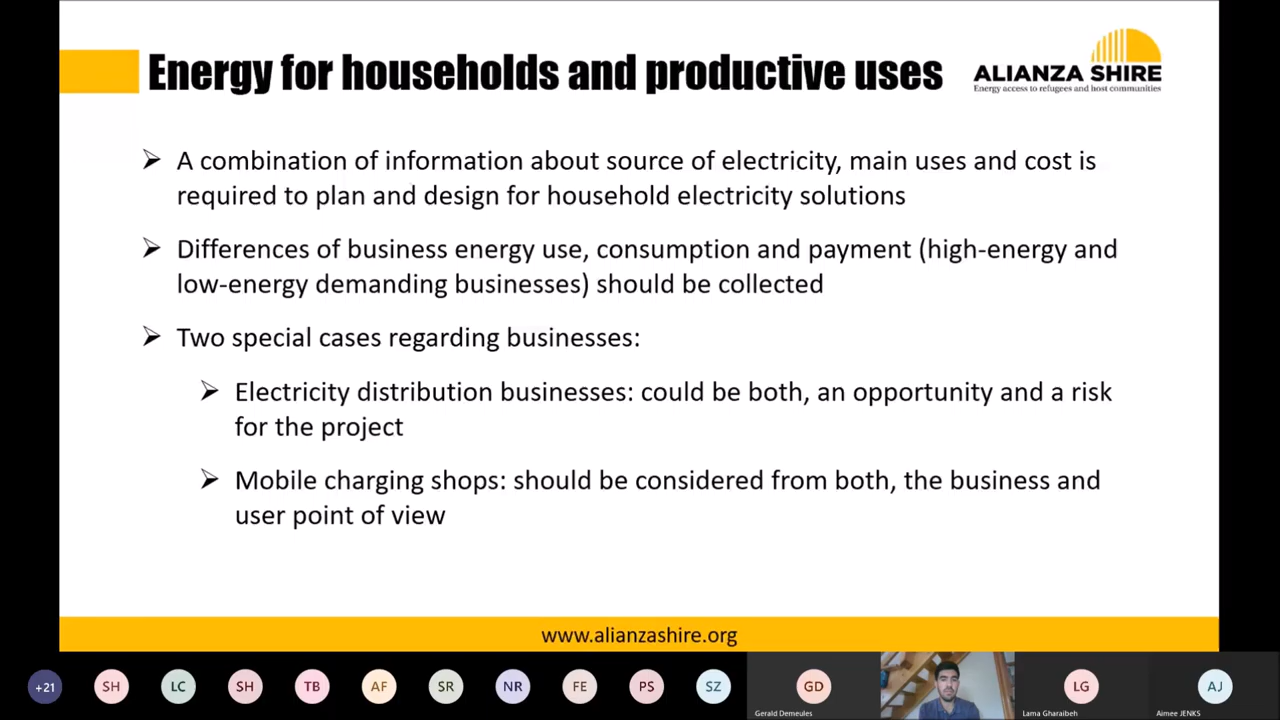 Energy for households and productive uses
ALIANZA SHIRE
Energy access to refugees and host communities
A combination of information about source of electricity, main uses and cost is
required to plan and design for household electricity solutions
Differences of business energy use, consumption and payment (high-energy and
low-energy demanding businesses) should be collected
Two special cases regarding businesses:
Electricity distribution businesses: could be both, an opportunity and a risk
for the project
Mobile charging shops: should be considered from both, the business and
user point of view
www.alianzashire.org
+21
SH
LC
SH
TB
AF
SR
NR
FE
PS
SZ
GD
Gerald Demeules
LG
Lama Gharaibeh
AJ
Aimee JENKS